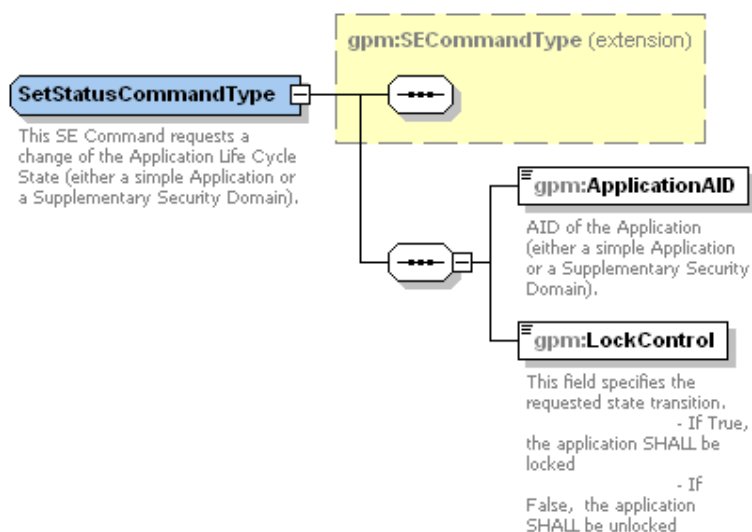 gpm:SECommandType (extension)
SetStatusCommandType
This SE Command requests a
change of the Application Life Cycle
State (either a simple Application or
a Supplementary Security Domain).
gpm:ApplicationAID
AID of the Application
(either a simple Application
or a Supplementary Security
Domain).
gpm:LockControl
This field specifies the
requested state transition.
- If True,
the application SHALL be
locked
- If
False, the application
SHALL be unlocked